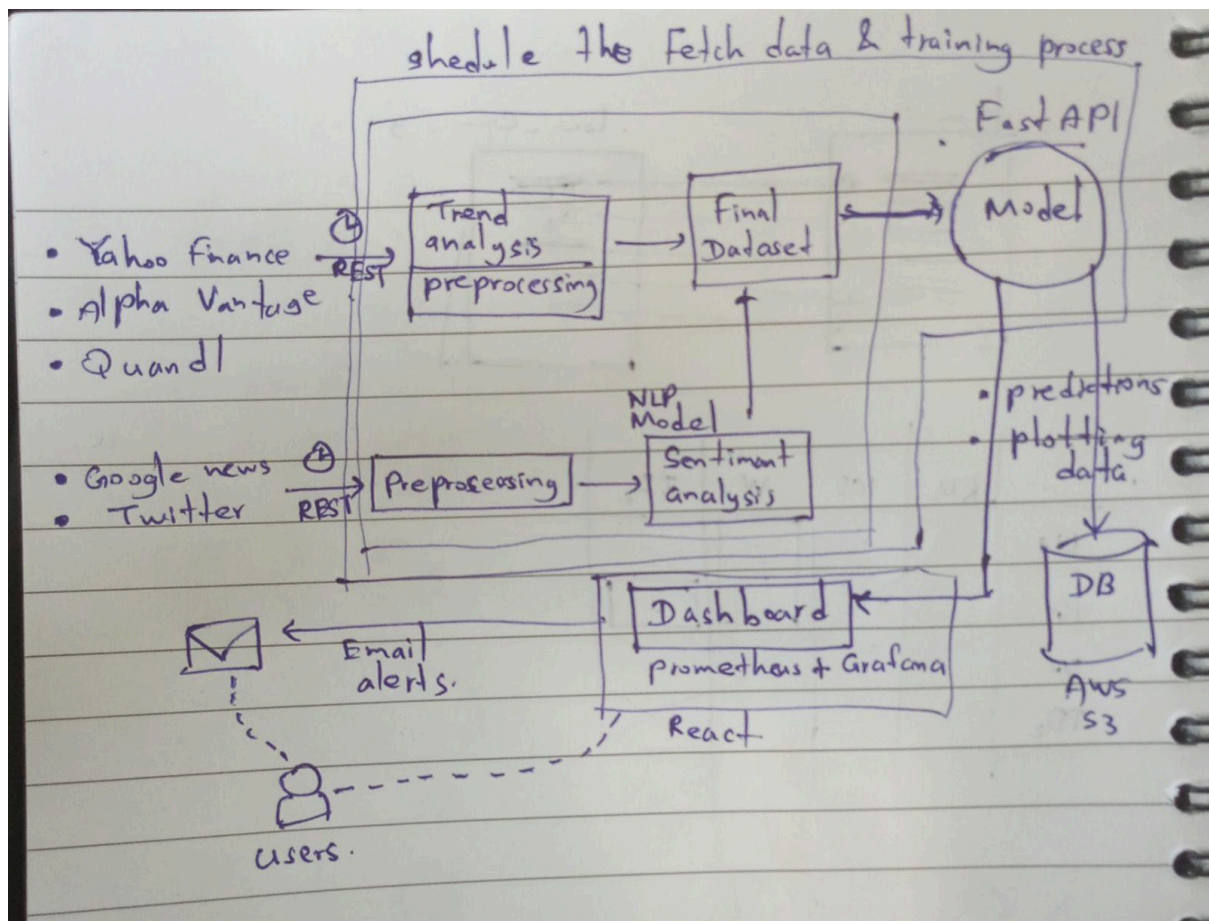 shedule the Fetch data & training process
Fast API
Model
Trend
analysis
preprocessing
Final
Dataset
• Yahoo finance
REST
• Alpha Vantage
• Quandl
NLP
Model
• predictions
• plotting
data
• Google news
• Twitter
REST
Preprocessing
Sentiment
analysis
DB
AWS
S3
Dashboard
prometheus + Grafana
React
Email
alerts.
users.